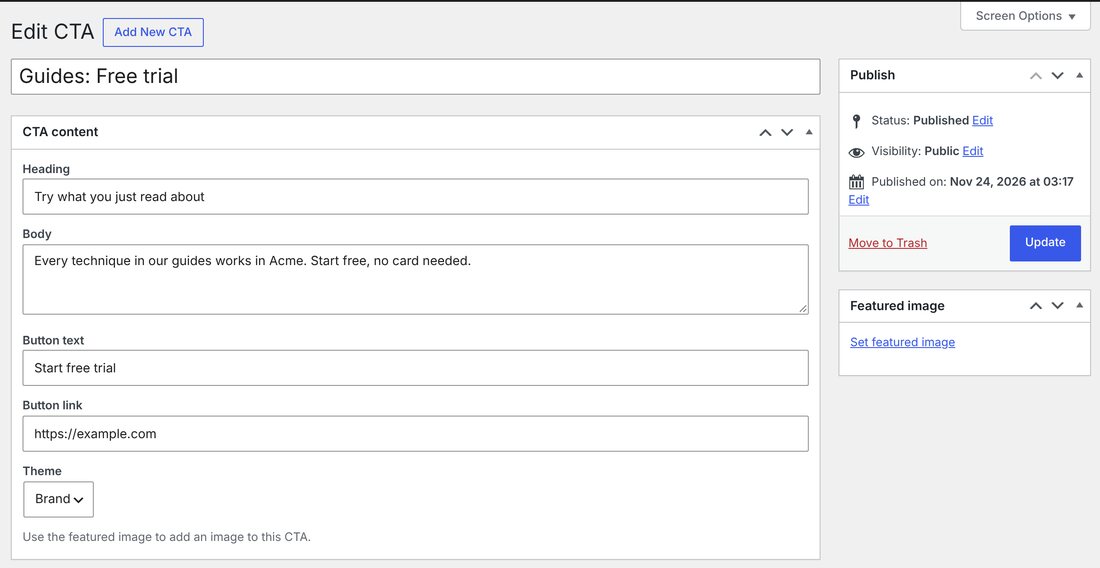 Screen Options
Edit CTA
Add New CTA
Guides: Free trial
CTA content
Heading
Try what you just read about
Body
Every technique in our guides works in Acme. Start free, no card needed.
Button text
Start free trial
Button link
https://example.com
Theme
Brand
Use the featured image to add an image to this CTA.
Publish
Status: Published Edit
Visibility: Public Edit
Published on: Nov 24, 2026 at 03:17
Edit
Move to Trash
Update
Featured image
Set featured image